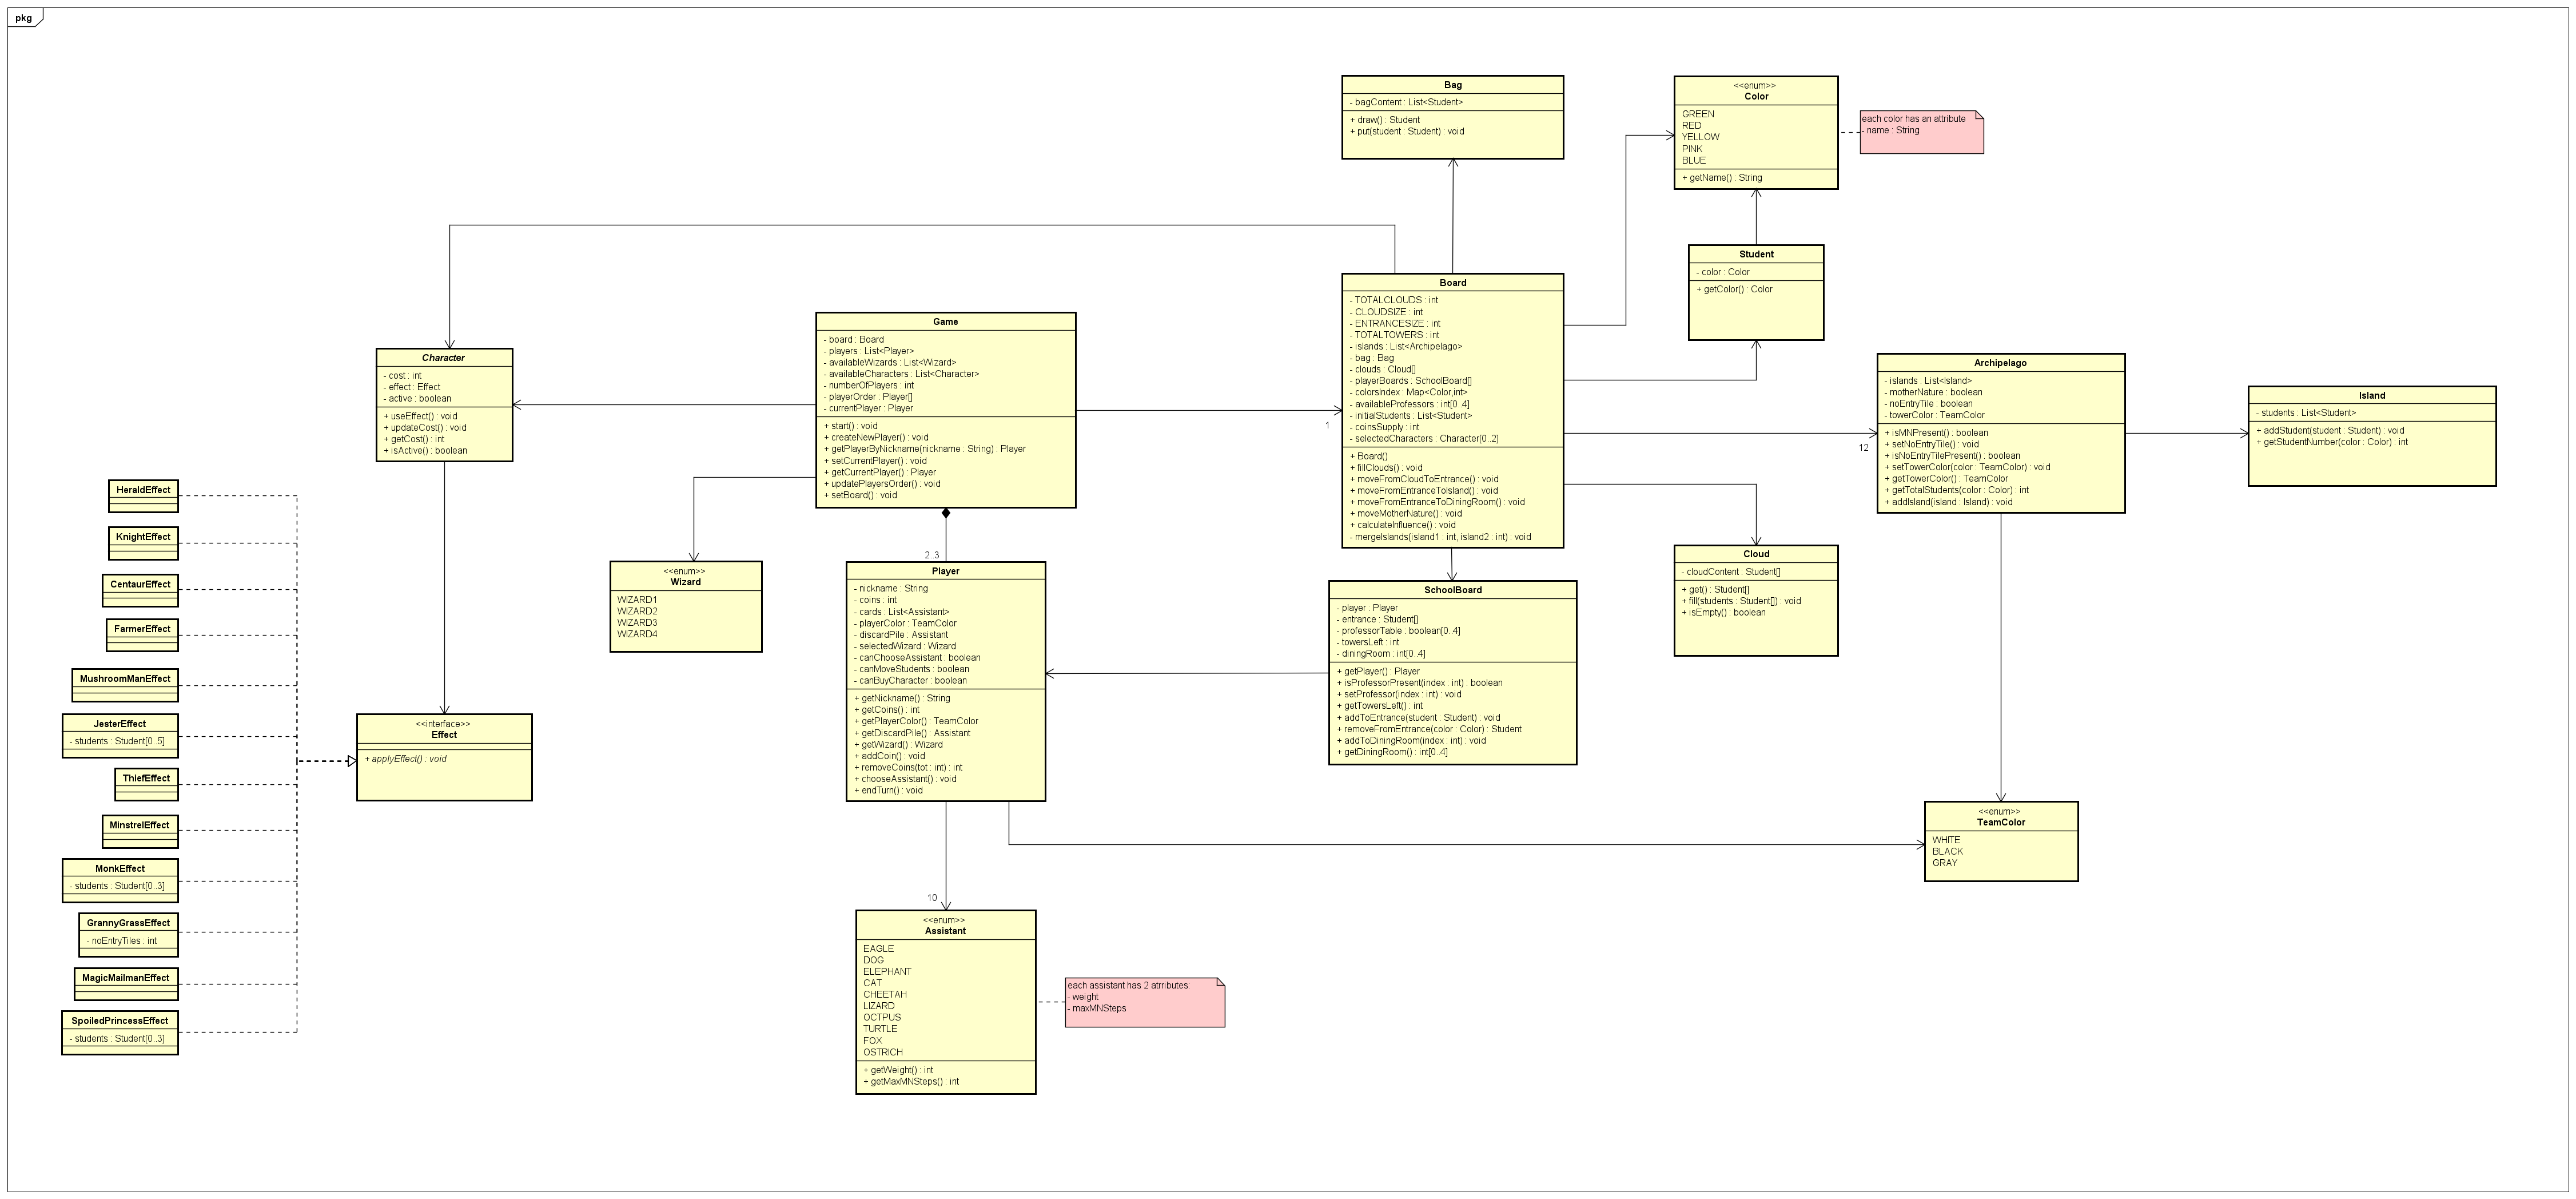 pkg
Bag
- bagContent : List<Student>
+ draw() : Student
+ put(student : Student) : void
<<enum>>
Color
GREEN
RED
YELLOW
PINK
BLUE
+ getName() : String
each color has an attribute
- name : String
Student
- color : Color
+ getColor() : Color
Board
- TOTALCLOUDS : int
- CLOUDSIZE : int
- ENTRANCESIZE : int
- TOTALTOWERS : int
- islands : List<Archipelago>
- bag : Bag
- clouds : Cloud[]
- playerBoards : SchoolBoard[]
- colorsIndex : Map<Color,int>
- availableProfessors : int[0..4]
- initialStudents : List<Student>
- coinsSupply : int
- selectedCharacters : Character[0..2]
+ Board()
+ fillClouds() : void
+ moveFromCloudToEntrance() : void
+ moveFromEntranceToIsland() : void
+ moveFromEntranceToDiningRoom() : void
+ moveMotherNature() : void
+ calculateInfluence() : void
- mergeIslands(island1 : int, island2 : int) : void
Game
- board : Board
- players : List<Player>
- availableWizards : List<Wizard>
- availableCharacters : List<Character>
- numberOfPlayers : int
- playerOrder : Player[]
- currentPlayer : Player
+ start() : void
+ createNewPlayer() : void
+ getPlayerByNickname(nickname : String) : Player
+ setCurrentPlayer() : void
+ getCurrentPlayer() : Player
+ updatePlayersOrder() : void
+ setBoard() : void
1
12
2..3
Character
- cost : int
- effect : Effect
- active : boolean
+ useEffect() : void
+ updateCost() : void
+ getCost() : int
+ isActive() : boolean
Archipelago
- islands : List<Island>
- motherNature : boolean
- noEntryTile : boolean
- towerColor : TeamColor
+ isMNPresent() : boolean
+ setNoEntryTile() : void
+ isNoEntryTilePresent() : boolean
+ setTowerColor(color : TeamColor) : void
+ getTowerColor() : TeamColor
+ getTotalStudents(color : Color) : int
+ addIsland(island : Island) : void
Island
- students : List<Student>
+ addStudent(student : Student) : void
+ getStudentNumber(color : Color) : int
HeraldEffect
KnightEffect
CentaurEffect
FarmerEffect
MushroomManEffect
JesterEffect
- students : Student[0..5]
ThiefEffect
MinstrelEffect
MonkEffect
- students : Student[0..3]
GrannyGrassEffect
- noEntryTiles : int
MagicMailmanEffect
SpoiledPrincessEffect
- students : Student[0..3]
<<interface>>
Effect
+ applyEffect() : void
<<enum>>
Wizard
WIZARD1
WIZARD2
WIZARD3
WIZARD4
Player
- nickname : String
- coins : int
- cards : List<Assistant>
- playerColor : TeamColor
- discardPile : Assistant
- selectedWizard : Wizard
- canChooseAssistant : boolean
- canMoveStudents : boolean
- canBuyCharacter : boolean
+ getNickname() : String
+ getCoins() : int
+ getPlayerColor() : TeamColor
+ getDiscardPile() : Assistant
+ getWizard() : Wizard
+ addCoin() : void
+ removeCoins(tot : int) : int
+ chooseAssistant() : void
+ endTurn() : void
SchoolBoard
- player : Player
- entrance : Student[]
- professorTable : boolean[0..4]
- towersLeft : int
- diningRoom : int[0..4]
+ getPlayer() : Player
+ isProfessorPresent(index : int) : boolean
+ setProfessor(index : int) : void
+ getTowersLeft() : int
+ addToEntrance(student : Student) : void
+ removeFromEntrance(color : Color) : Student
+ addToDiningRoom(index : int) : void
+ getDiningRoom() : int[0..4]
Cloud
- cloudContent : Student[]
+ get() : Student[]
+ fill(students : Student[]) : void
+ isEmpty() : boolean
<<enum>>
TeamColor
WHITE
BLACK
GRAY
10
<<enum>>
Assistant
EAGLE
DOG
ELEPHANT
CAT
CHEETAH
LIZARD
OCTPUS
TURTLE
FOX
OSTRICH
+ getWeight() : int
+ getMaxMNSteps() : int
each assistant has 2 atrributes:
- weight
- maxMNSteps